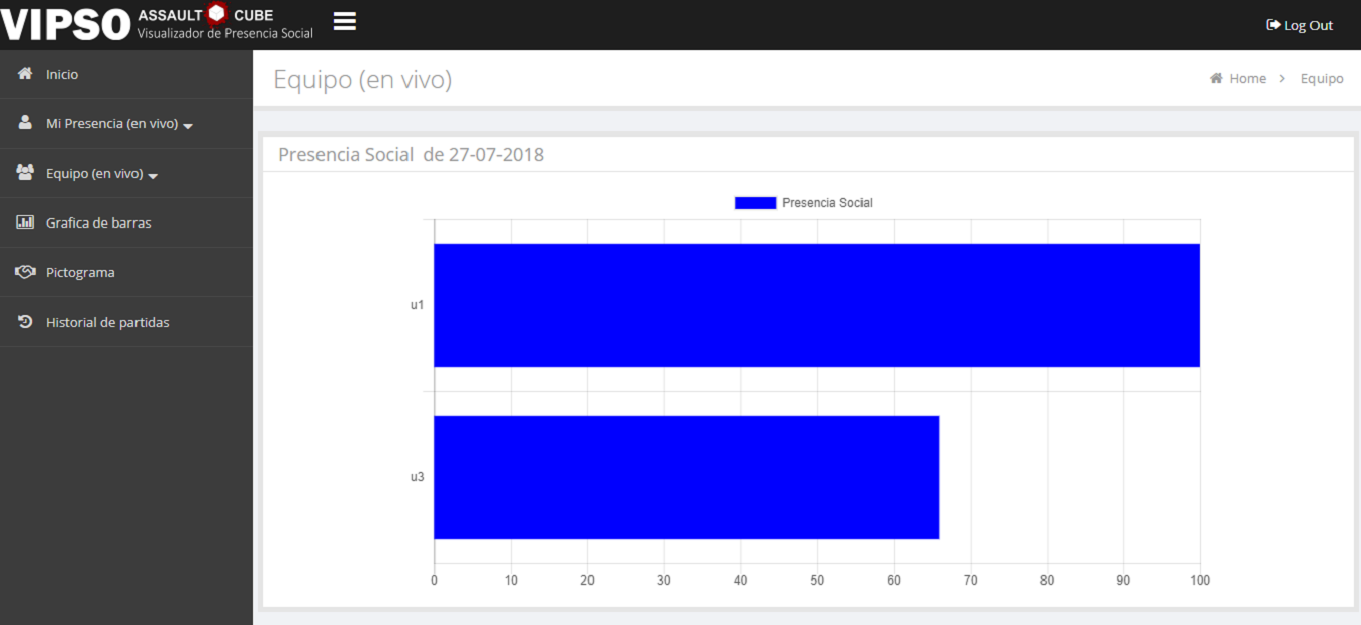 VIPSO ASSAULT CUBE
Visualizador de Presencia Social
Log Out
Inicio
Mi Presencia (en vivo)
Equipo (en vivo)
Grafica de barras
Pictograma
Historial de partidas
Equipo (en vivo)
Home > Equipo
Presencia Social de 27-07-2018
Presencia Social
u1
u3
0 10 20 30 40 50 60 70 80 90 100